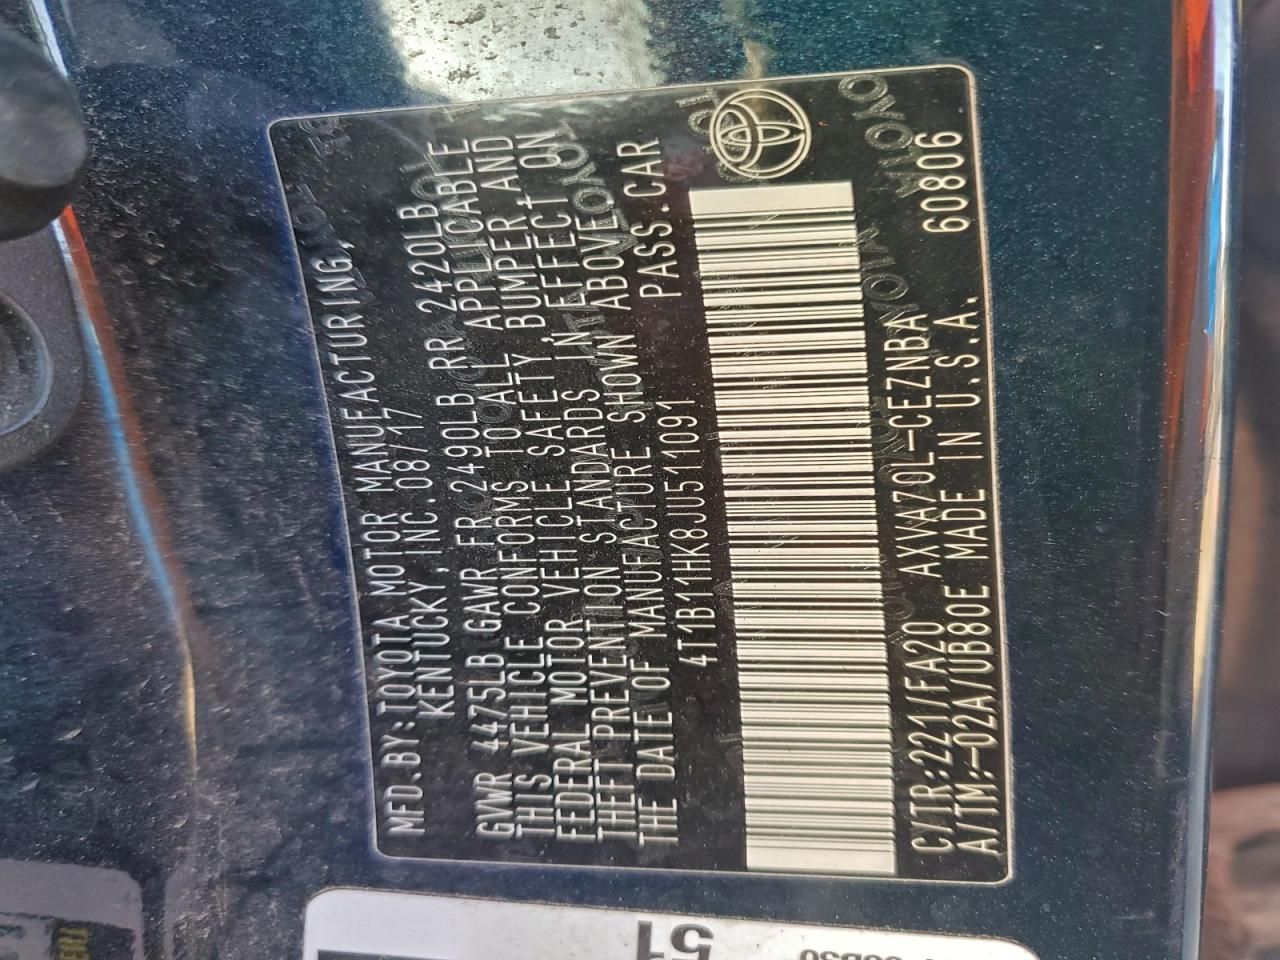 MFD.BY:TOYOTA MOTOR MANUFACTURING,
KENTUCKY,INC.08/17
GVWR 4475LB GAWR FR 2490LB RR 2420LB
THIS VEHICLE CONFORMS TO ALL APPLICABLE
FEDERAL MOTOR VEHICLE SAFETY,BUMPER,AND
THEFT PREVENTION STANDARDS IN EFFECT ON
THE DATE OF MANUFACTURE SHOWN ABOVE.
4T1B11HK8JU511091 PASS.CAR
C/TR:221/FA20 AXVA70L-CEZNBA
A/TM:-02A/UB80E MADE IN U.S.A. 60806
51